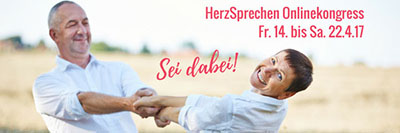 HerzSprechen Onlinekongress
Fr. 14. bis Sa. 22.4.17
Sei dabei!